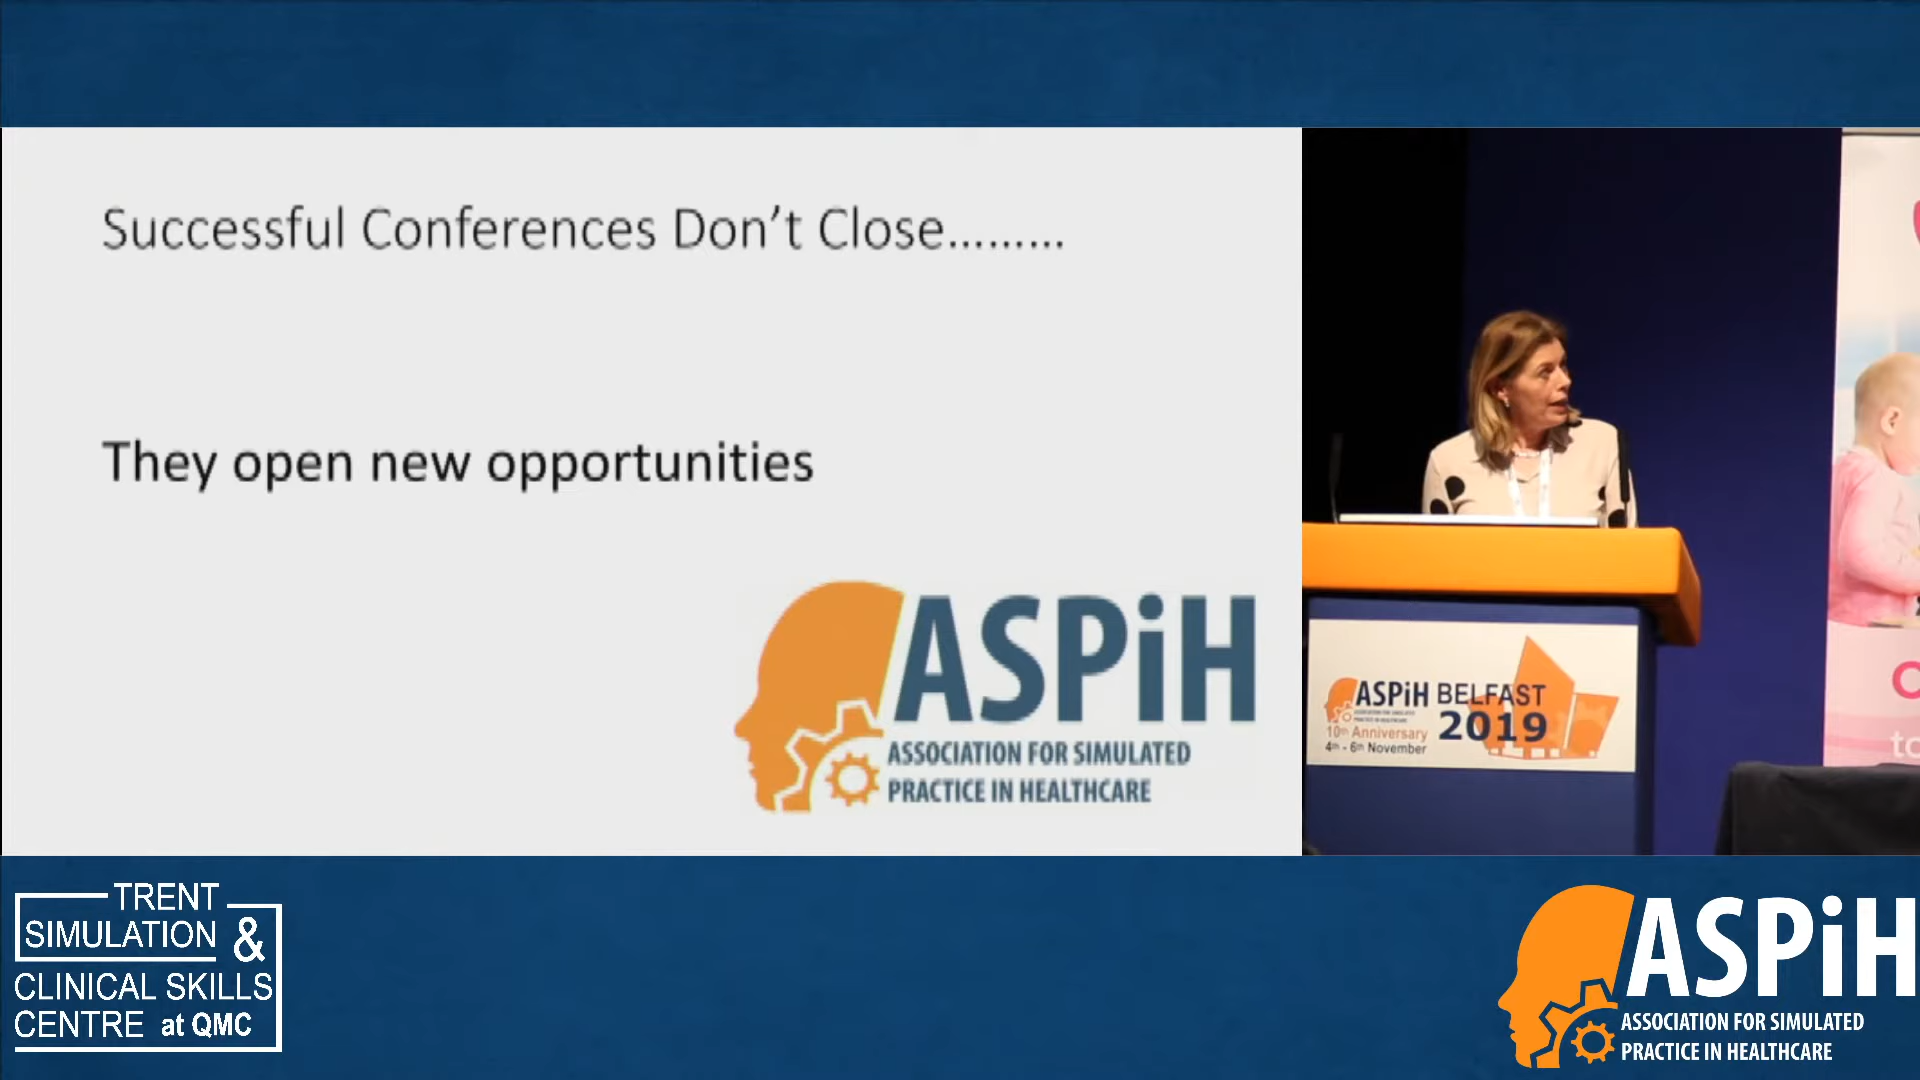 Successful Conferences Don't Close.........
They open new opportunities
ASPiH
ASSOCIATION FOR SIMULATED
PRACTICE IN HEALTHCARE
ASPiH BELFAST
2019
10th Anniversary
4th - 6th November
TRENT
SIMULATION &
CLINICAL SKILLS
CENTRE at QMC
ASPiH
ASSOCIATION FOR SIMULATED
PRACTICE IN HEALTHCARE